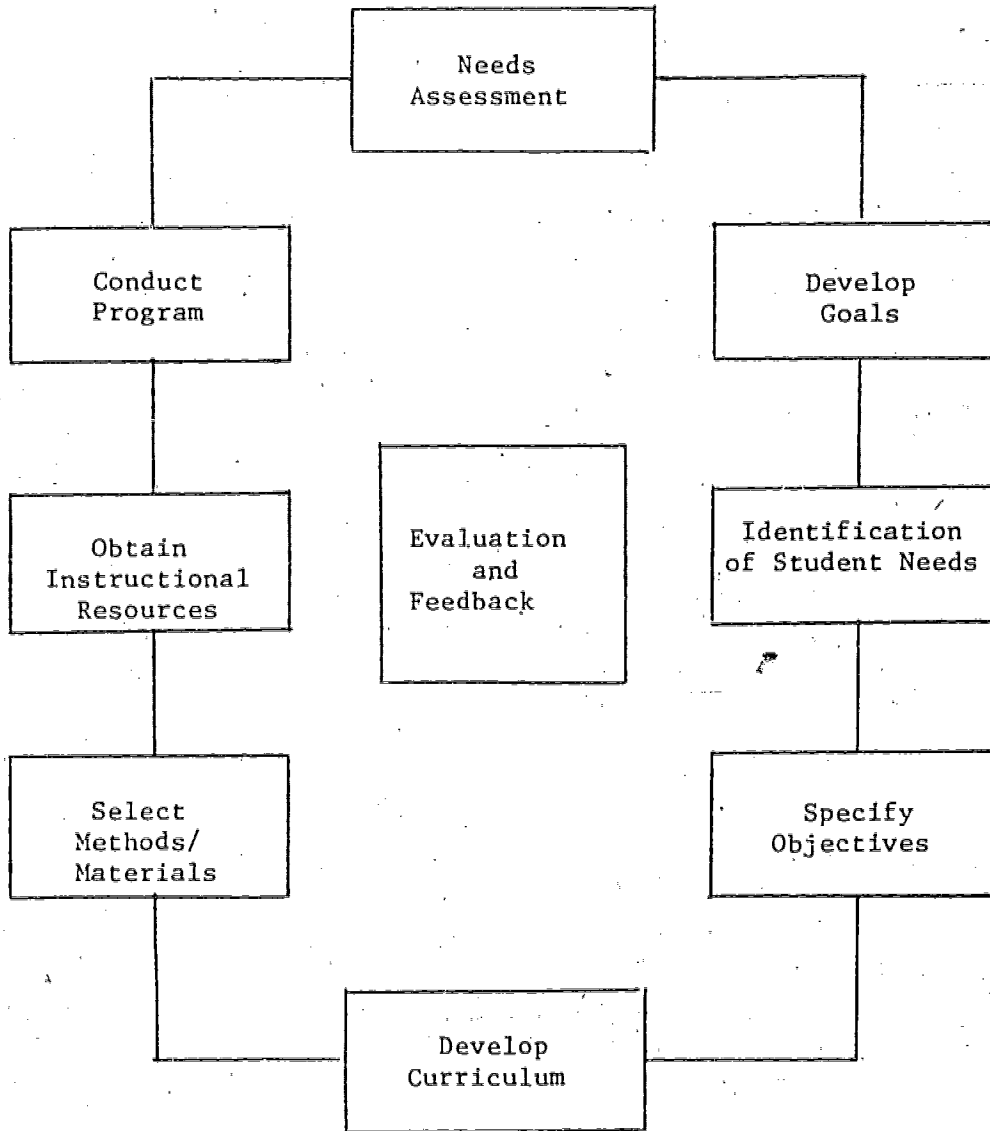 Needs
Assessment
Conduct
Program
Develop
Goals
Obtain
Instructional
Resources
Evaluation
and
Feedback
Identification
of Student Needs
Select
Methods/
Materials
Specify
Objectives
Develop
Curriculum